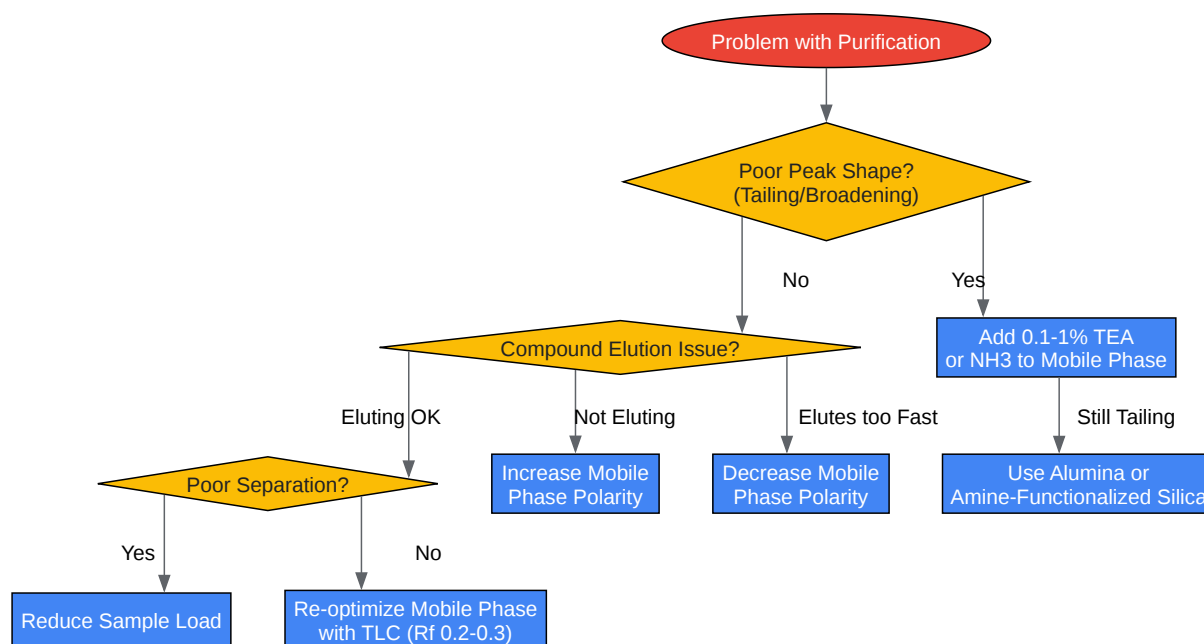 Problem with Purification
Poor Peak Shape?
(Tailing/Broadening)
No
Yes
Compound Elution Issue?
Add 0.1-1% TEA
or NH3 to Mobile Phase
Eluting OK
Not Eluting
Elutes too Fast
Still Tailing
Poor Separation?
Increase Mobile
Phase Polarity
Decrease Mobile
Phase Polarity
Use Alumina or
Amine-Functionalized Silica
Yes
No
Reduce Sample Load
Re-optimize Mobile Phase
with TLC (Rf 0.2-0.3)